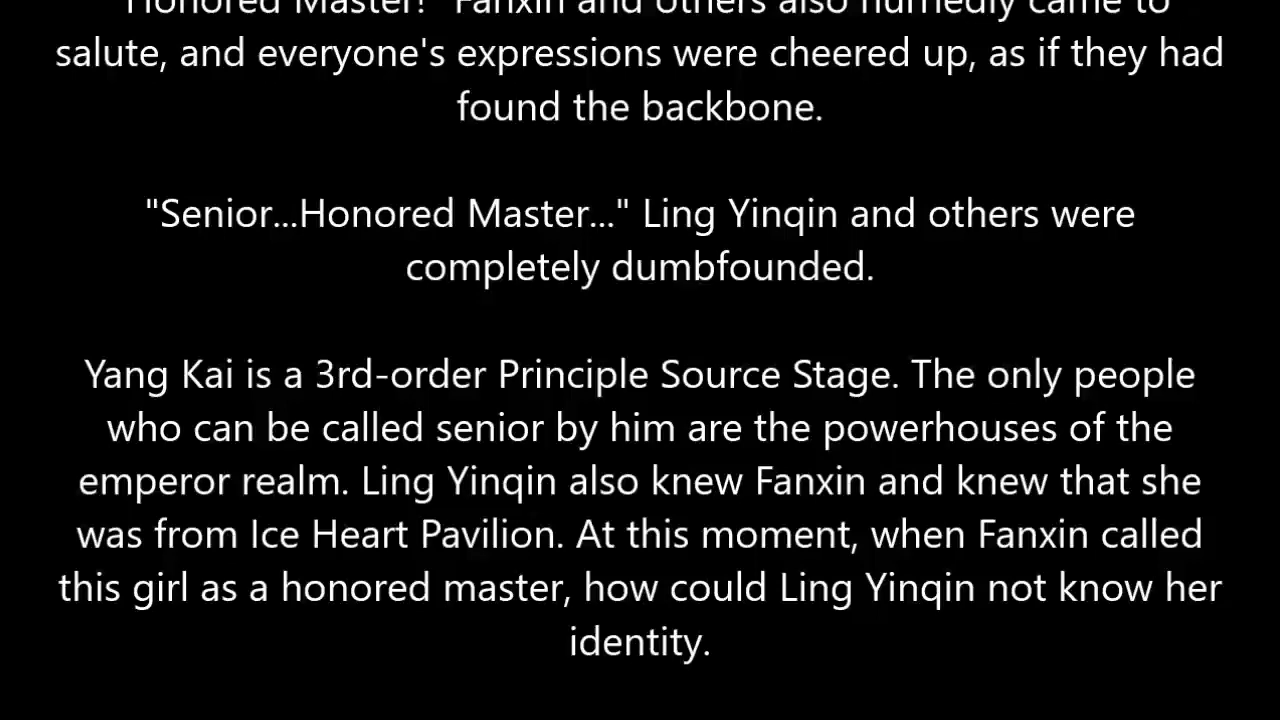 "Honored Master!" Fanxin and others also hurriedly came to
salute, and everyone's expressions were cheered up, as if they had
found the backbone.
"Senior...Honored Master..." Ling Yinqin and others were
completely dumbfounded.
Yang Kai is a 3rd-order Principle Source Stage. The only people
who can be called senior by him are the powerhouses of the
emperor realm. Ling Yinqin also knew Fanxin and knew that she
was from Ice Heart Pavilion. At this moment, when Fanxin called
this girl as a honored master, how could Ling Yinqin not know her
identity.